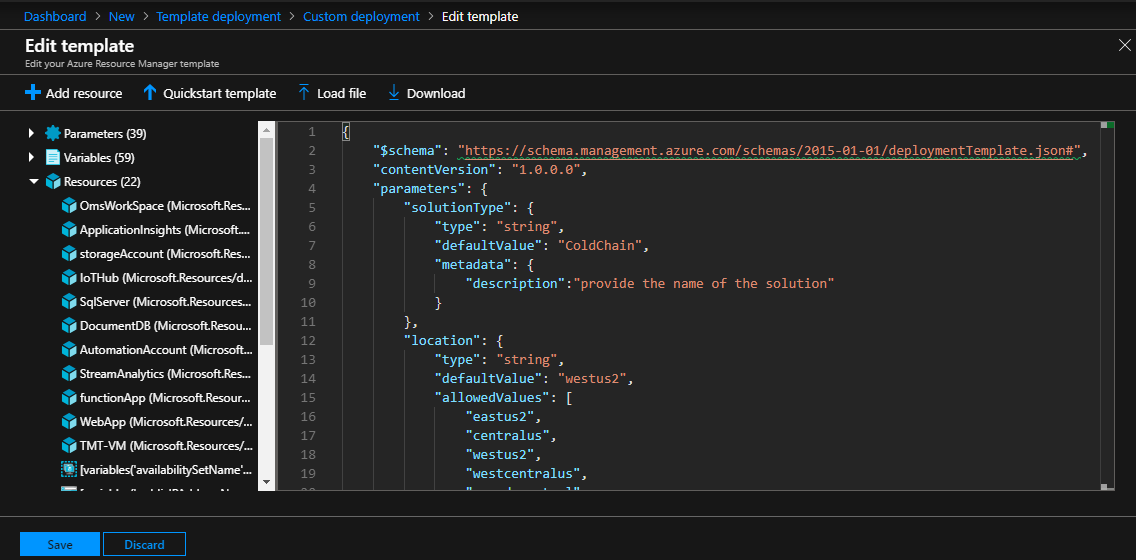 Dashboard > New > Template deployment > Custom deployment > Edit template
Edit template
Edit your Azure Resource Manager template
Add resource Quickstart template Load file Download
Parameters (39)
Variables (59)
Resources (22)
OmsWorkSpace (Microsoft.Res...
ApplicationInsights (Microsoft....
storageAccount (Microsoft.Res...
IoTHub (Microsoft.Resources/d...
SqlServer (Microsoft.Resources...
DocumentDB (Microsoft.Resou...
AutomationAccount (Microsoft...
StreamAnalytics (Microsoft.Res...
functionApp (Microsoft.Resour...
WebApp (Microsoft.Resources/...
TMT-VM (Microsoft.Resources/...
[variables('availabilitySetName'...
1 {
2 "$schema": "https://schema.management.azure.com/schemas/2015-01-01/deploymentTemplate.json#",
3 "contentVersion": "1.0.0.0",
4 "parameters": {
5 "solutionType": {
6 "type": "string",
7 "defaultValue": "ColdChain",
8 "metadata": {
9 "description":"provide the name of the solution"
10 }
11 },
12 "location": {
13 "type": "string",
14 "defaultValue": "westus2",
15 "allowedValues": [
16 "eastus2",
17 "centralus",
18 "westus2",
19 "westcentralus",
Save Discard